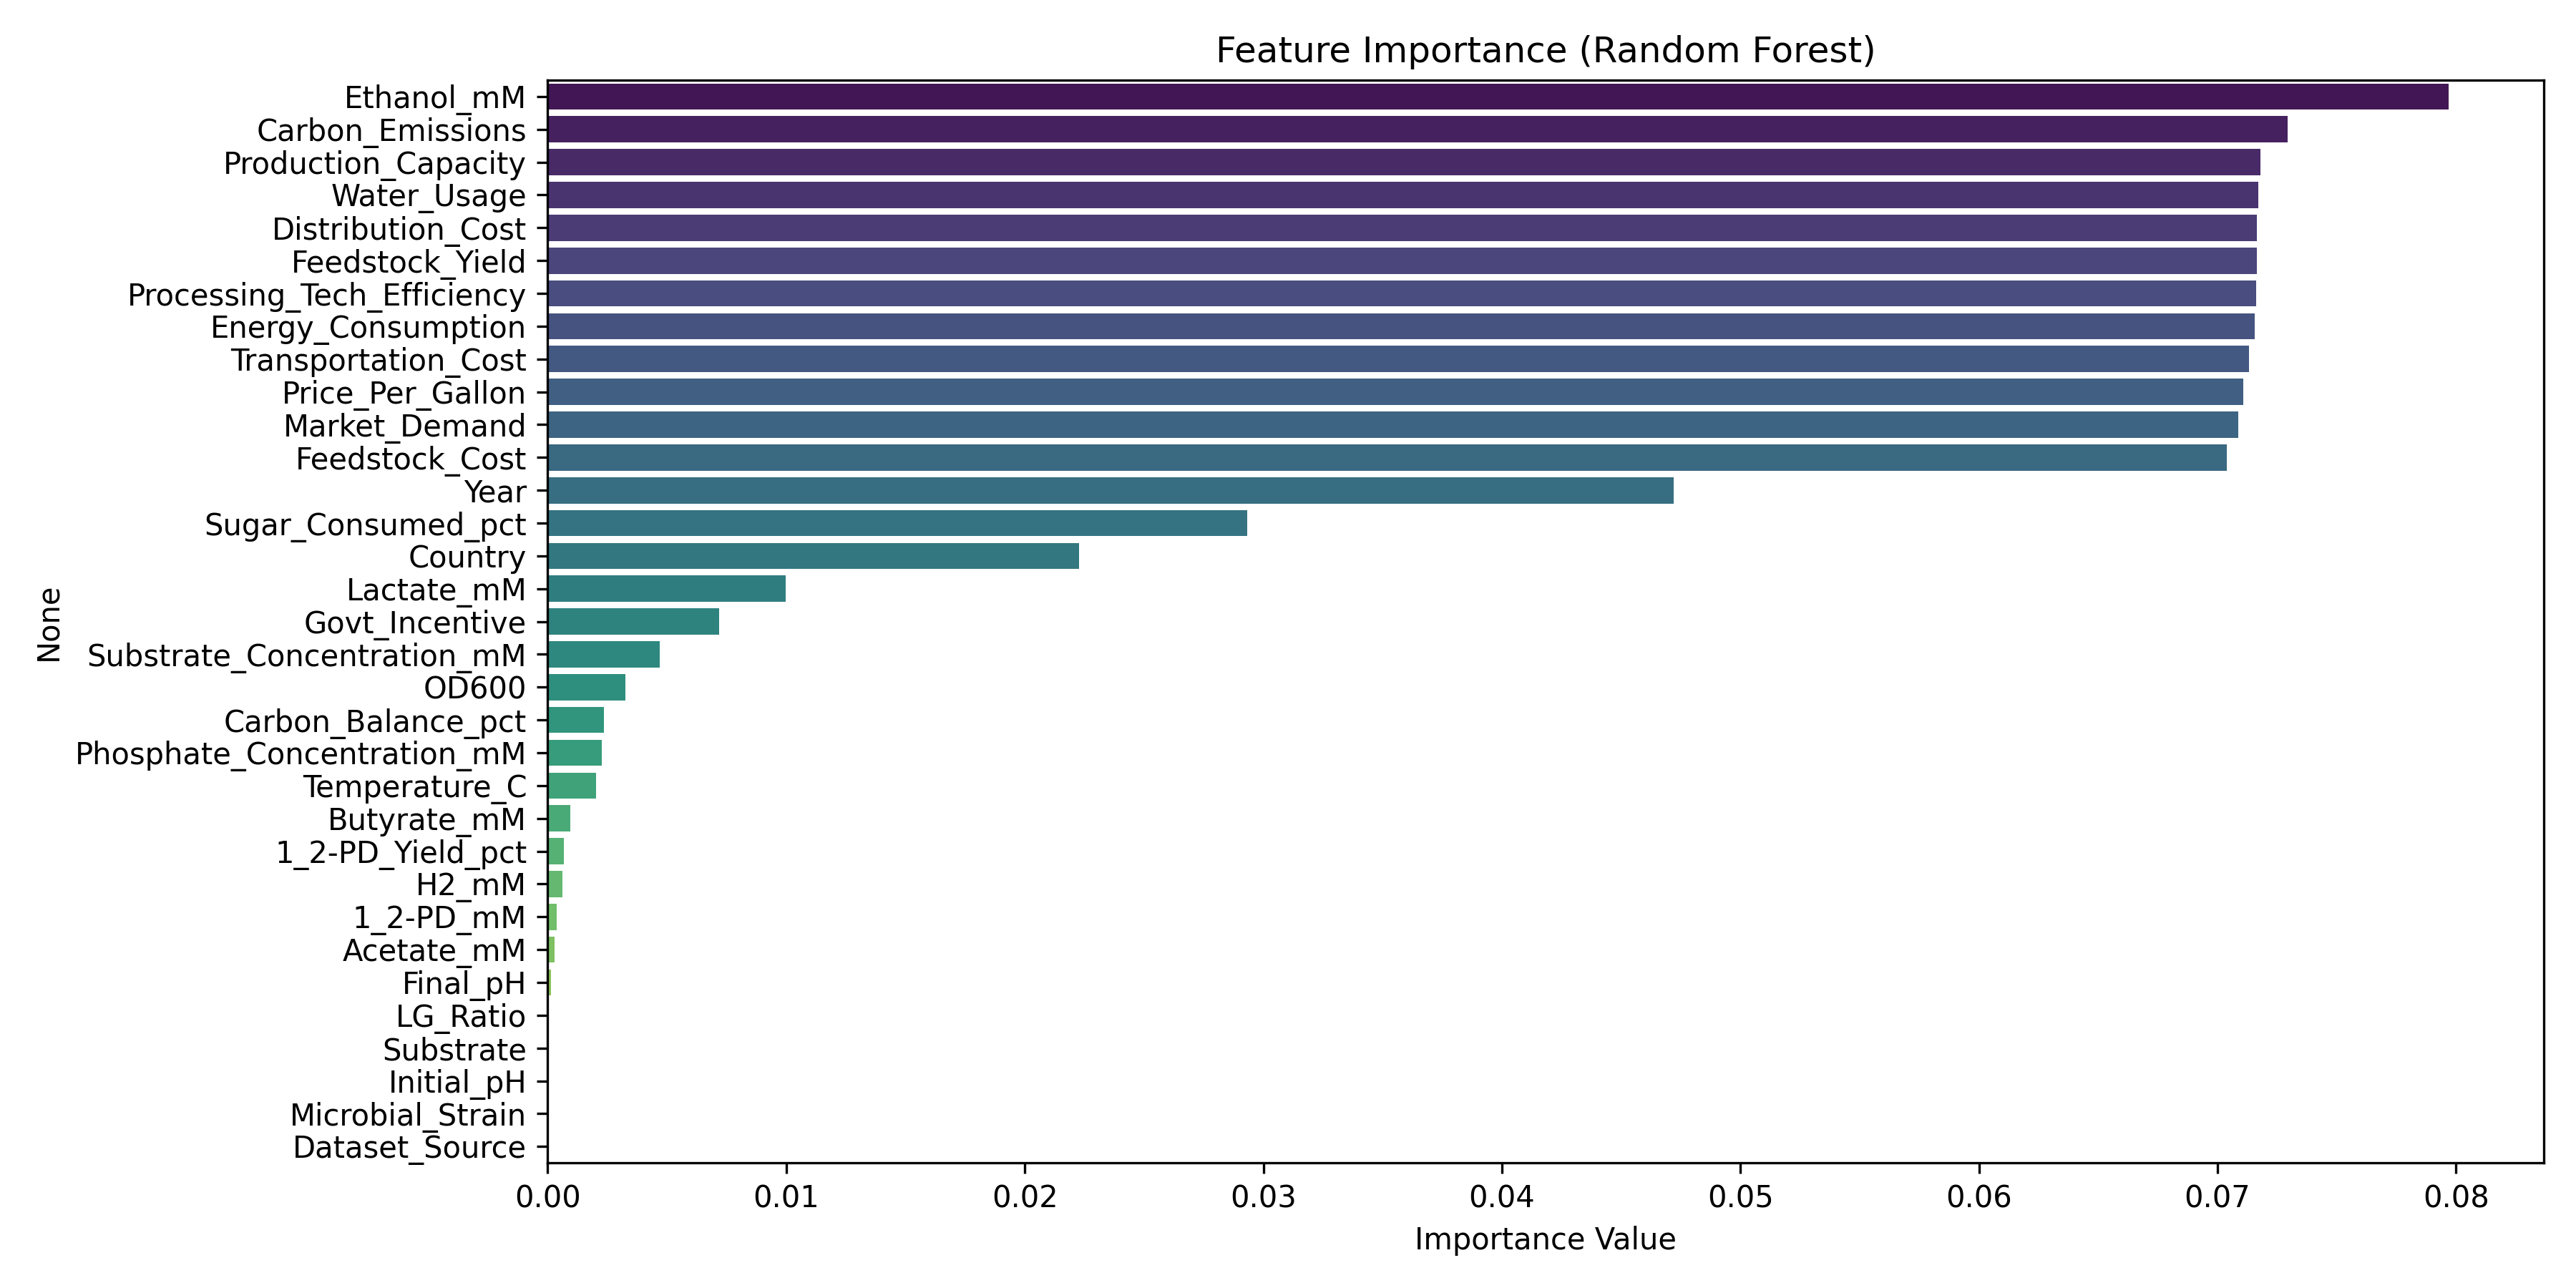 Feature Importance (Random Forest)
Ethanol_mM
Carbon_Emissions
Production_Capacity
Water_Usage
Distribution_Cost
Feedstock_Yield
Processing_Tech_Efficiency
Energy_Consumption
Transportation_Cost
Price_Per_Gallon
Market_Demand
Feedstock_Cost
Year
Sugar_Consumed_pct
Country
Lactate_mM
Govt_Incentive
Substrate_Concentration_mM
OD600
Carbon_Balance_pct
Phosphate_Concentration_mM
Temperature_C
Butyrate_mM
1_2-PD_Yield_pct
H2_mM
1_2-PD_mM
Acetate_mM
Final_pH
LG_Ratio
Substrate
Initial_pH
Microbial_Strain
Dataset_Source
None
0.00 0.01 0.02 0.03 0.04 0.05 0.06 0.07 0.08
Importance Value